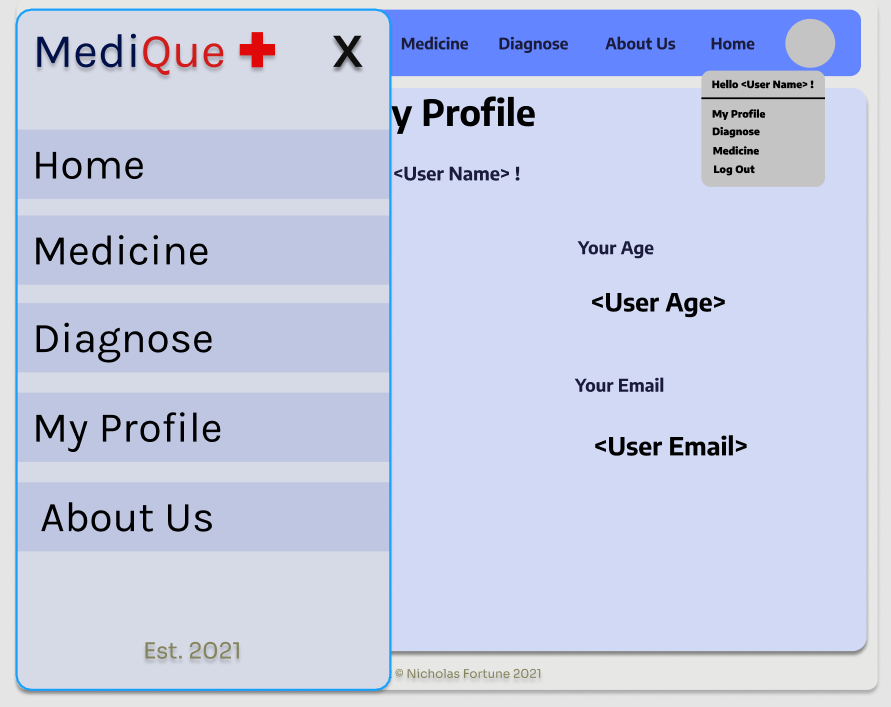 MediQue
X
Home
Medicine
Diagnose
My Profile
About Us
Est. 2021
Medicine
Diagnose
About Us
Home
Hello <User Name> !
My Profile
Diagnose
Medicine
Log Out
y Profile
<User Name> !
Your Age
<User Age>
Your Email
<User Email>
© Nicholas Fortune 2021